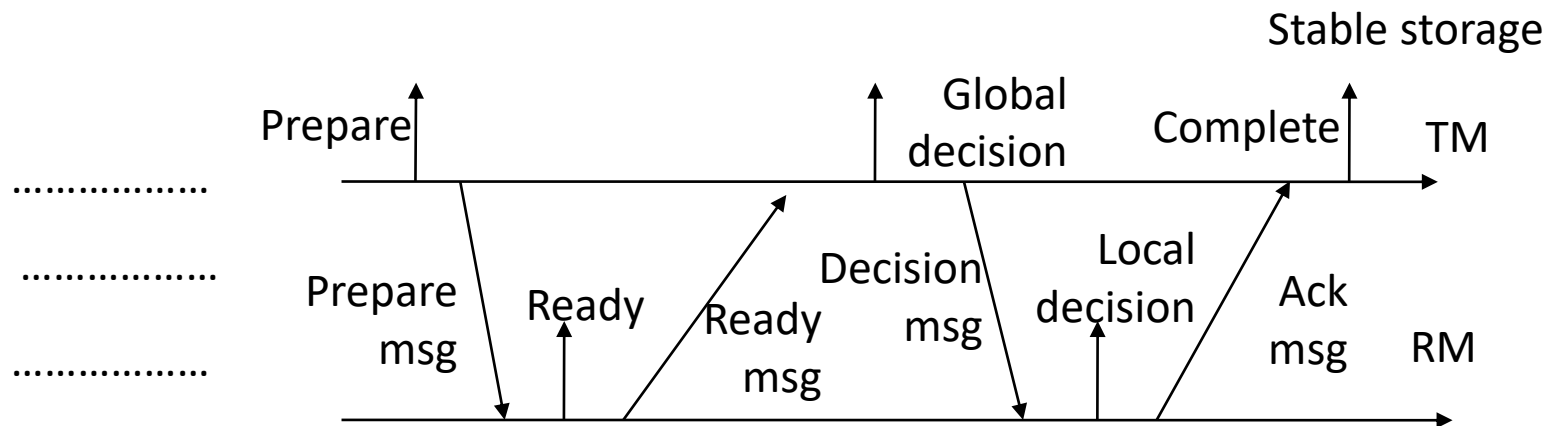 Stable storage
Prepare
Global
decision
Complete
TM
………………
………………
Prepare
msg
Ready
Ready
msg
Decision
msg
Local
decision
Ack
msg
RM
………………